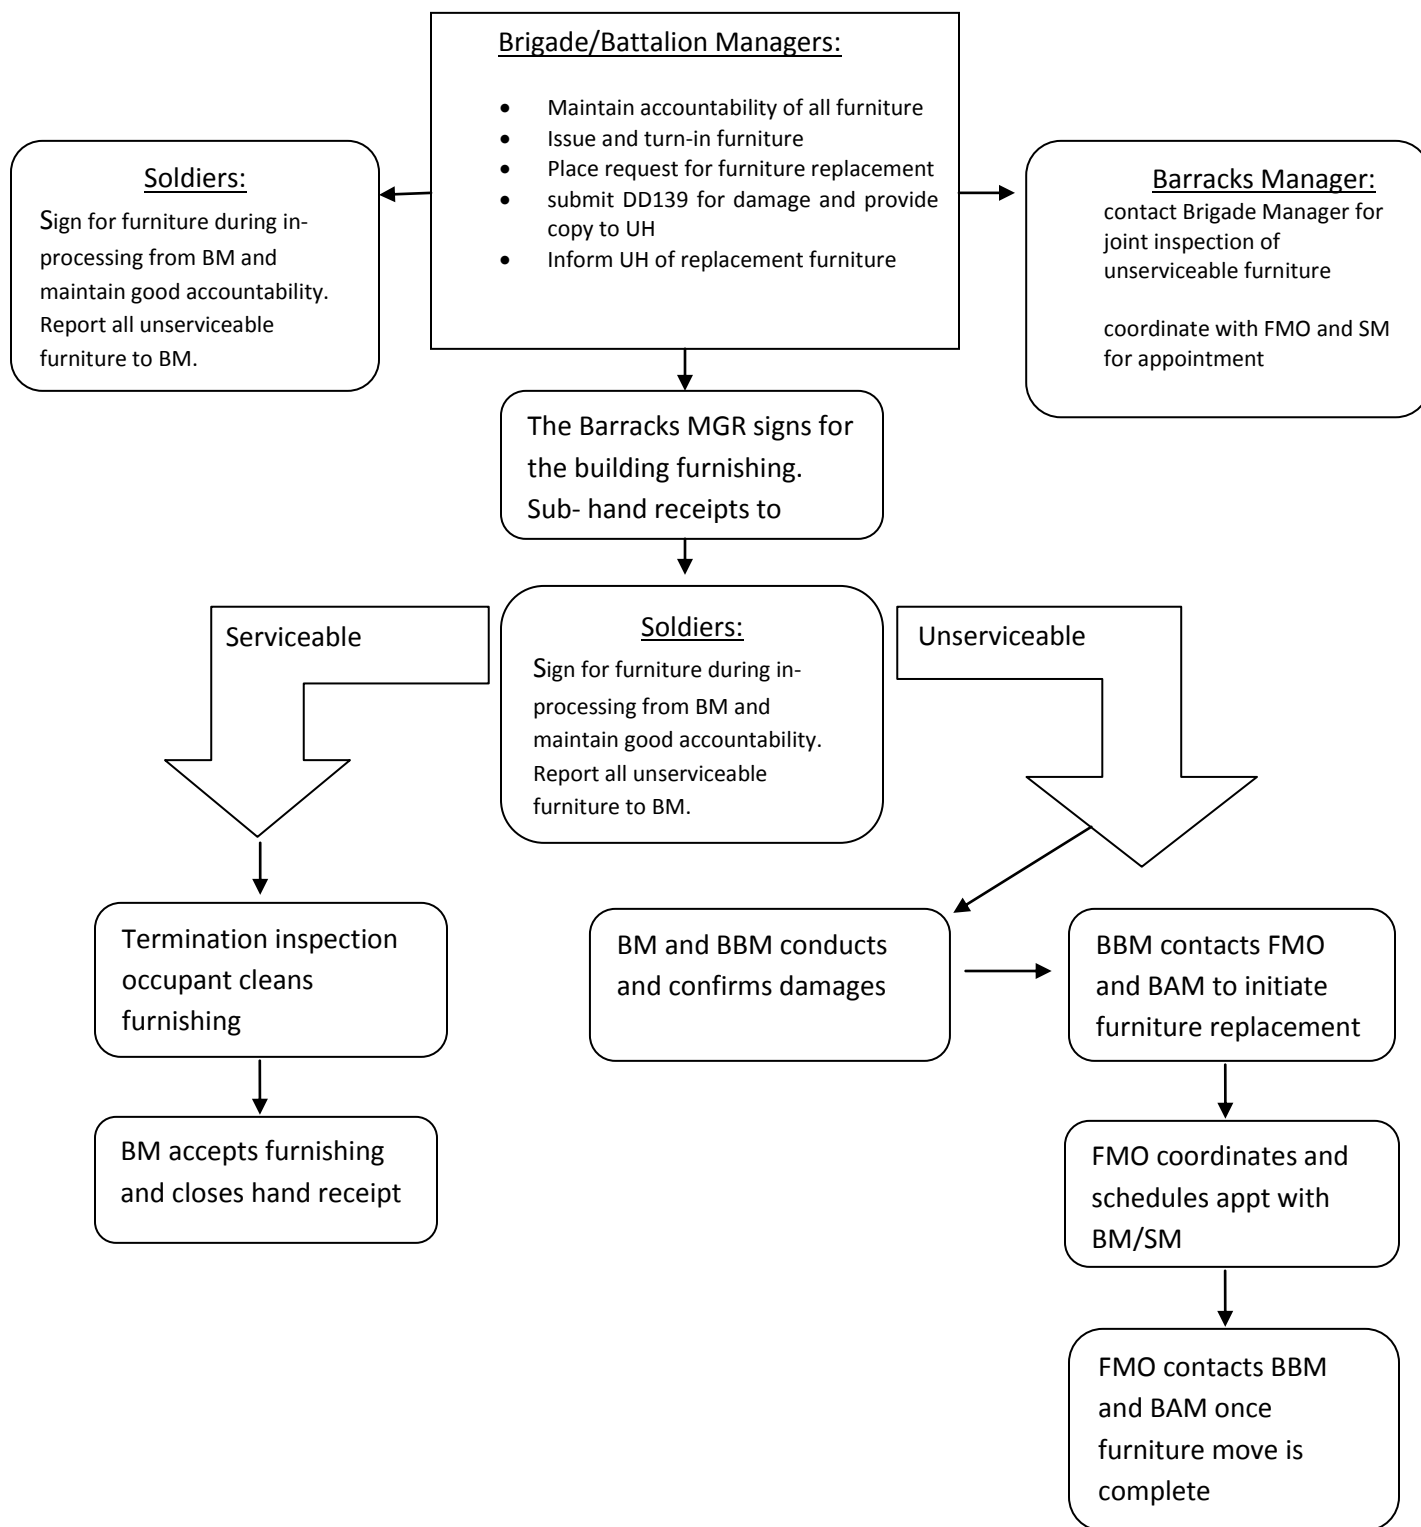 Brigade/Battalion Managers:
• Maintain accountability of all furniture
• Issue and turn-in furniture
• Place request for furniture replacement
• submit DD139 for damage and provide
copy to UH
• Inform UH of replacement furniture
Soldiers:
Sign for furniture during in-
processing from BM and
maintain good accountability.
Report all unserviceable
furniture to BM.
Barracks Manager:
contact Brigade Manager for
joint inspection of
unserviceable furniture
coordinate with FMO and SM
for appointment
The Barracks MGR signs for
the building furnishing.
Sub- hand receipts to
Serviceable
Soldiers:
Sign for furniture during in-
processing from BM and
maintain good accountability.
Report all unserviceable
furniture to BM.
Unserviceable
Termination inspection
occupant cleans
furnishing
BM accepts furnishing
and closes hand receipt
BM and BBM conducts
and confirms damages
BBM contacts FMO
and BAM to initiate
furniture replacement
FMO coordinates and
schedules appt with
BM/SM
FMO contacts BBM
and BAM once
furniture move is
complete